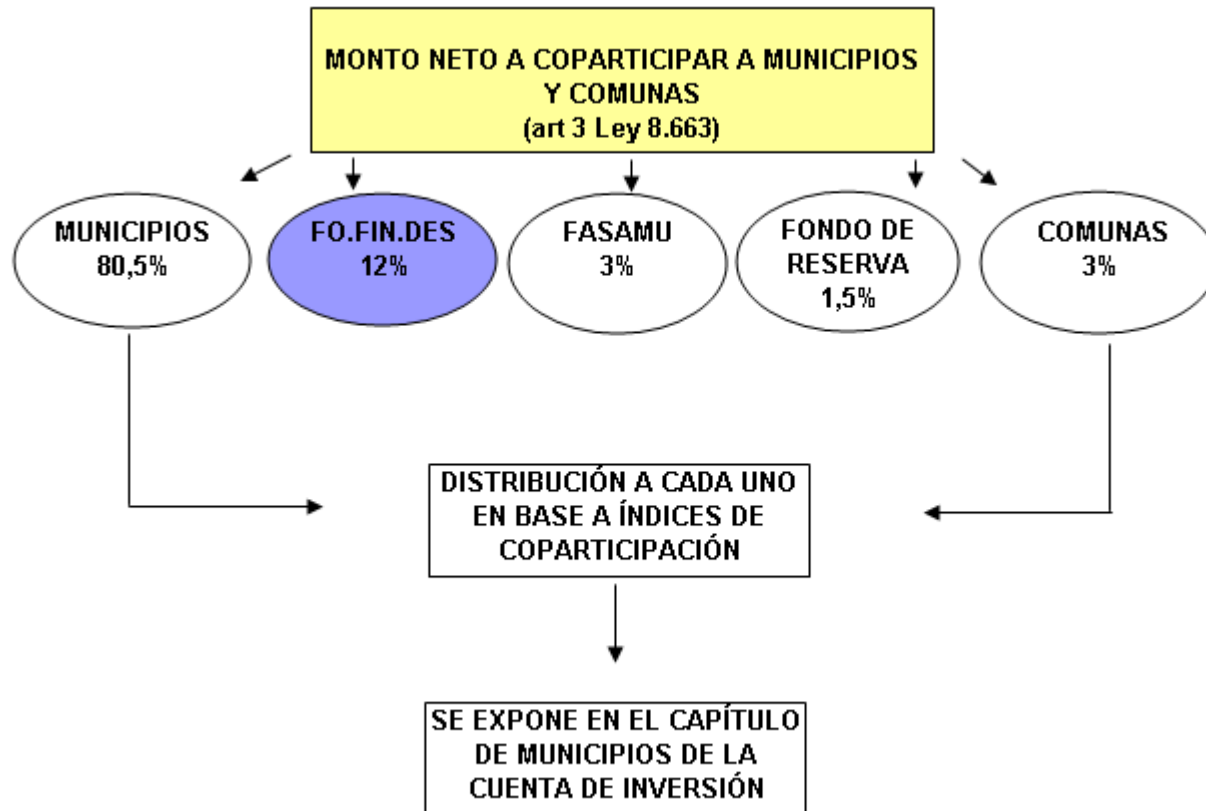 MONTO NETO A COPARTICIPAR A MUNICIPIOS
Y COMUNAS
(art 3 Ley 8.663)
MUNICIPIOS
80,5%
FO.FIN.DES
12%
FASAMU
3%
FONDO DE
RESERVA
1,5%
COMUNAS
3%
DISTRIBUCIÓN A CADA UNO
EN BASE A ÍNDICES DE
COPARTICIPACIÓN
SE EXPONE EN EL CAPÍTULO
DE MUNICIPIOS DE LA
CUENTA DE INVERSIÓN